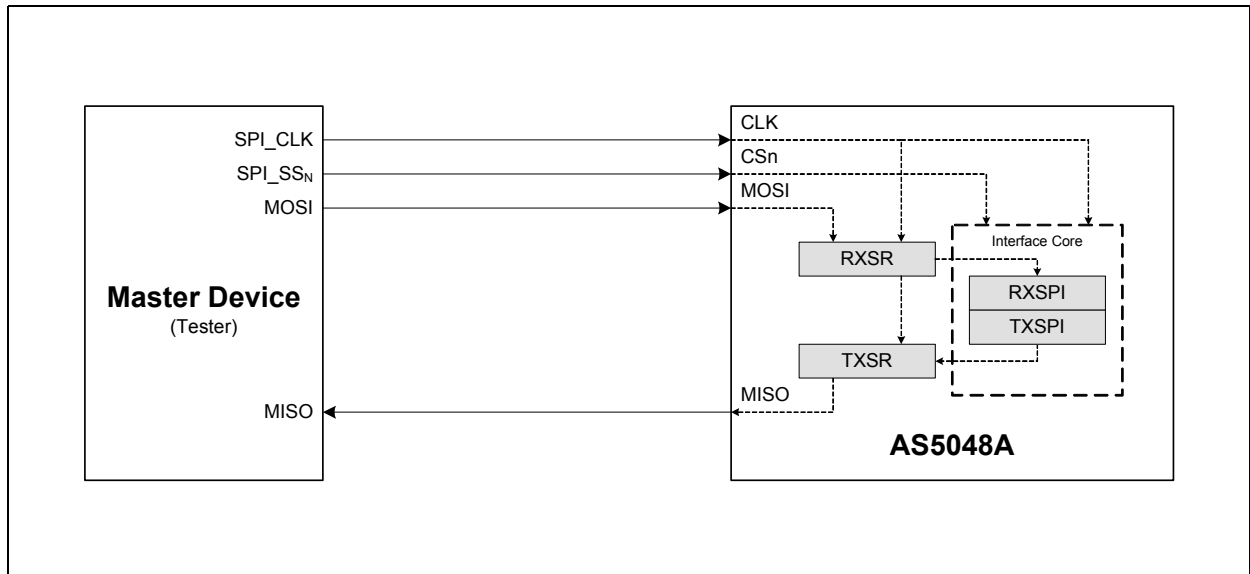 SPI_CLK
SPI_SSN
MOSI
Master Device
(Tester)
MISO
CLK
CSn
MOSI
Interface Core
RXSR
RXSPI
TXSPI
TXSR
MISO
AS5048A